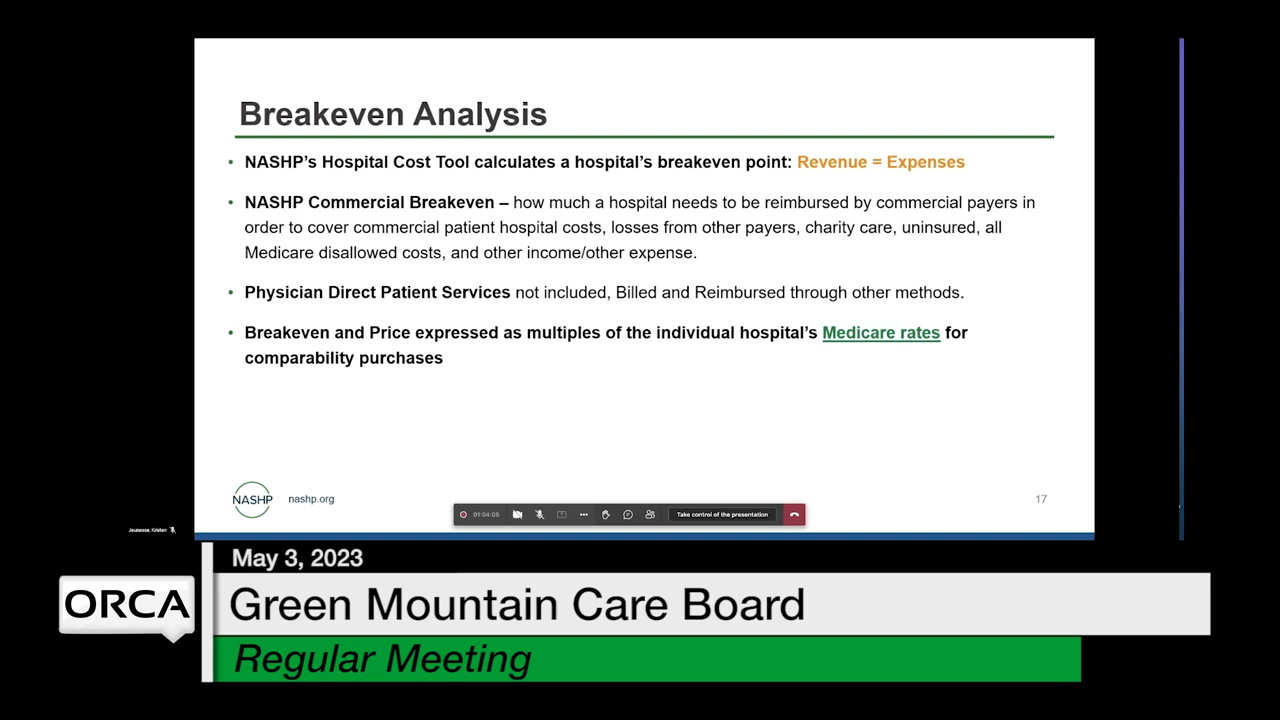 Breakeven Analysis
• NASHP's Hospital Cost Tool calculates a hospital's breakeven point: Revenue = Expenses
• NASHP Commercial Breakeven – how much a hospital needs to be reimbursed by commercial payers in
order to cover commercial patient hospital costs, losses from other payers, charity care, uninsured, all
Medicare disallowed costs, and other income/other expense.
• Physician Direct Patient Services not included, Billed and Reimbursed through other methods.
• Breakeven and Price expressed as multiples of the individual hospital's Medicare rates for
comparability purchases
NASHP nashp.org
17
01:04:05
Take control of the presentation
Jeunesse, Kristen
May 3, 2023
ORCA
Green Mountain Care Board
Regular Meeting